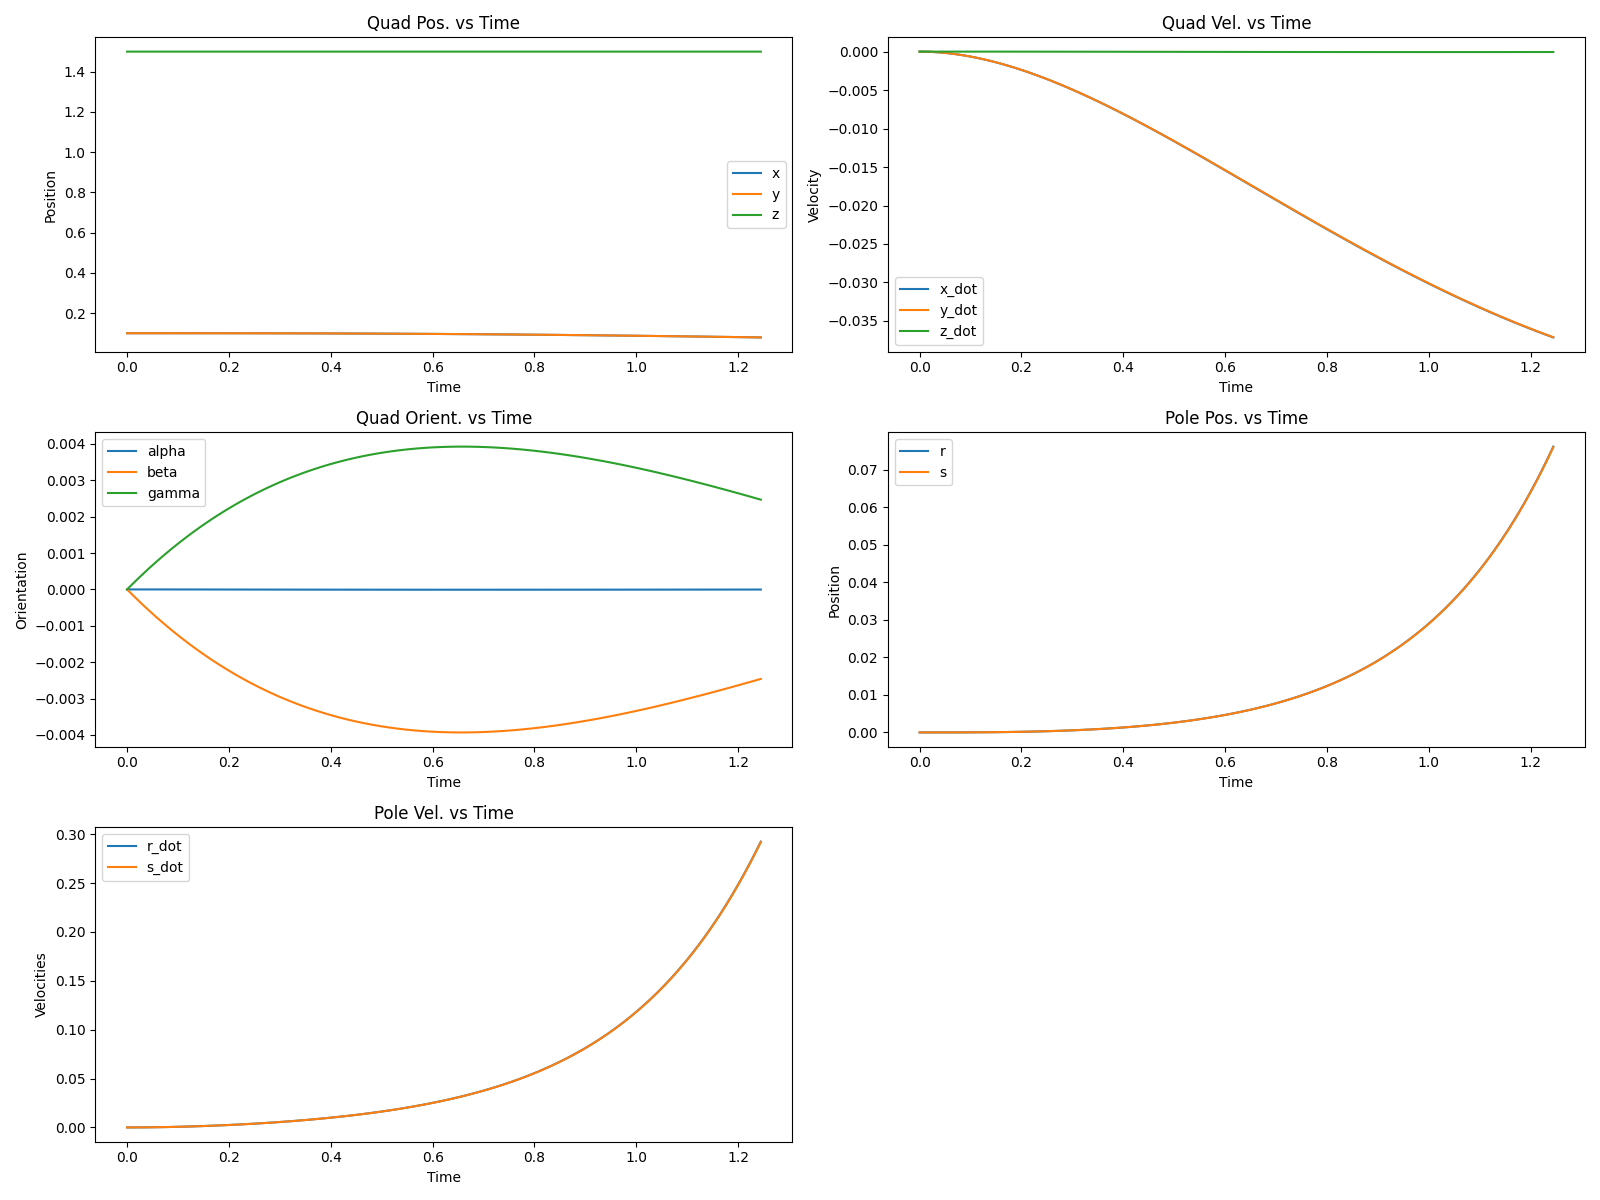 Quad Pos. vs Time
1.4
1.2
1.0
0.8
0.6
0.4
0.2
Position
x
y
z
0.0 0.2 0.4 0.6 0.8 1.0 1.2
Time
Quad Vel. vs Time
0.000
−0.005
−0.010
−0.015
−0.020
−0.025
−0.030
−0.035
Velocity
x_dot
y_dot
z_dot
0.0 0.2 0.4 0.6 0.8 1.0 1.2
Time
Quad Orient. vs Time
0.004
0.003
0.002
0.001
0.000
−0.001
−0.002
−0.003
−0.004
Orientation
alpha
beta
gamma
0.0 0.2 0.4 0.6 0.8 1.0 1.2
Time
Pole Pos. vs Time
0.07
0.06
0.05
0.04
0.03
0.02
0.01
0.00
Position
r
s
0.0 0.2 0.4 0.6 0.8 1.0 1.2
Time
Pole Vel. vs Time
0.30
0.25
0.20
0.15
0.10
0.05
0.00
Velocities
r_dot
s_dot
0.0 0.2 0.4 0.6 0.8 1.0 1.2
Time